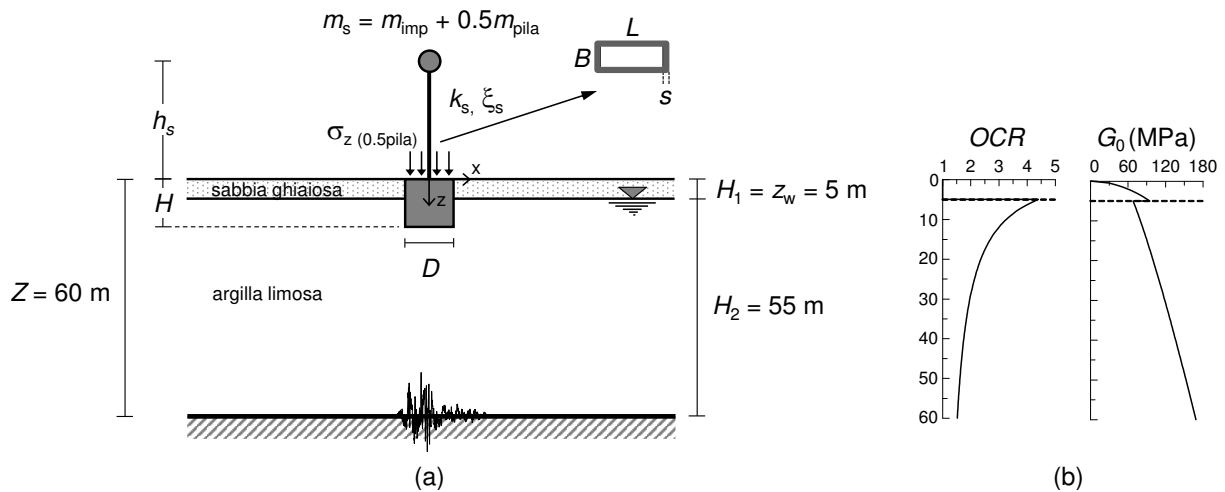 m_s = m_imp + 0.5m_pila
L
B
s
h_s
k_s, ξ_s
σ_z (0.5pila)
x
sabbia ghiaiosa
H
z
H_1 = z_w = 5 m
D
Z = 60 m
argilla limosa
H_2 = 55 m
(a)
OCR
G_0 (MPa)
1 2 3 4 5
0 60 120 180
0
10
20
30
40
50
60
(b)